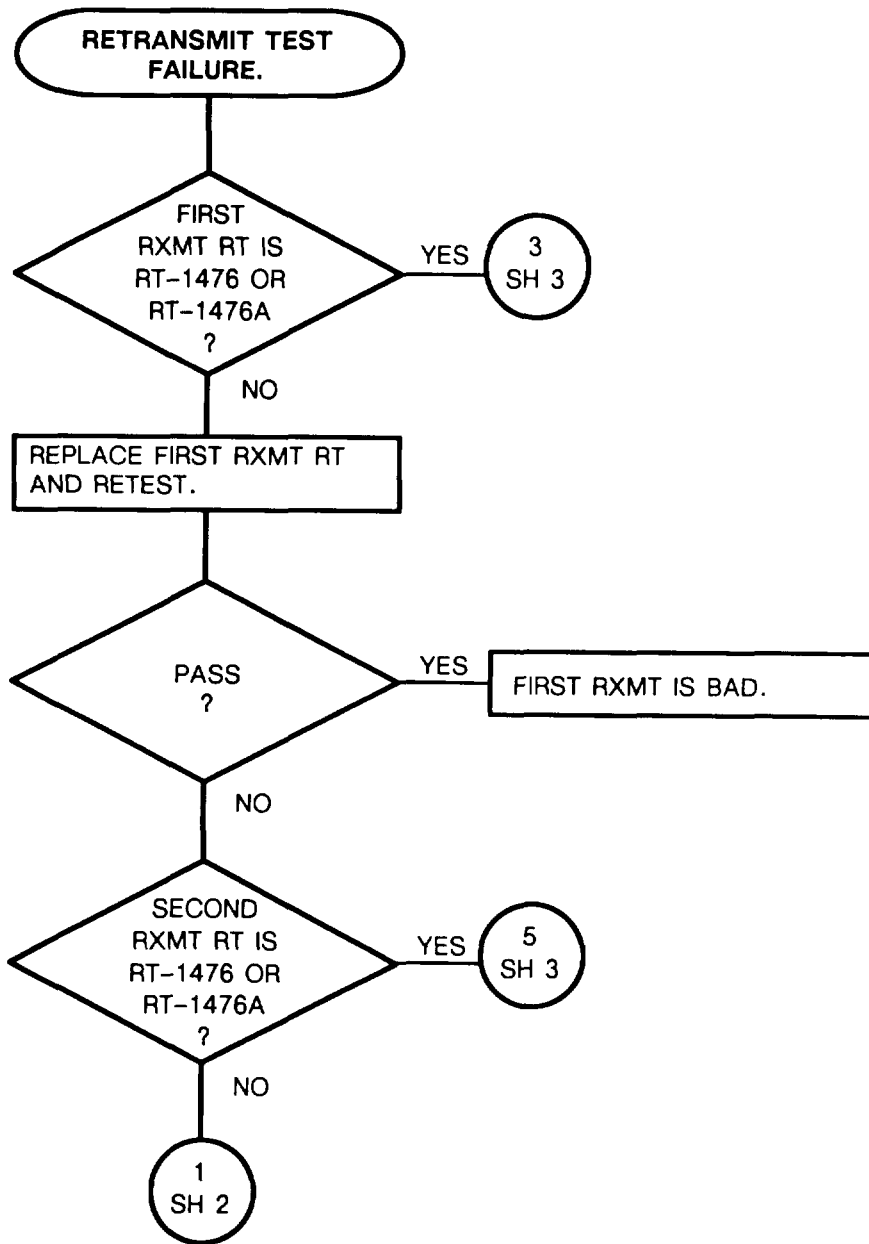 RETRANSMIT TEST
FAILURE.
FIRST
RXMT RT IS
RT-1476 OR
RT-1476A
?
YES
3
SH 3
NO
REPLACE FIRST RXMT RT
AND RETEST.
PASS
?
YES
FIRST RXMT IS BAD.
NO
SECOND
RXMT RT IS
RT-1476 OR
RT-1476A
?
YES
5
SH 3
NO
1
SH 2